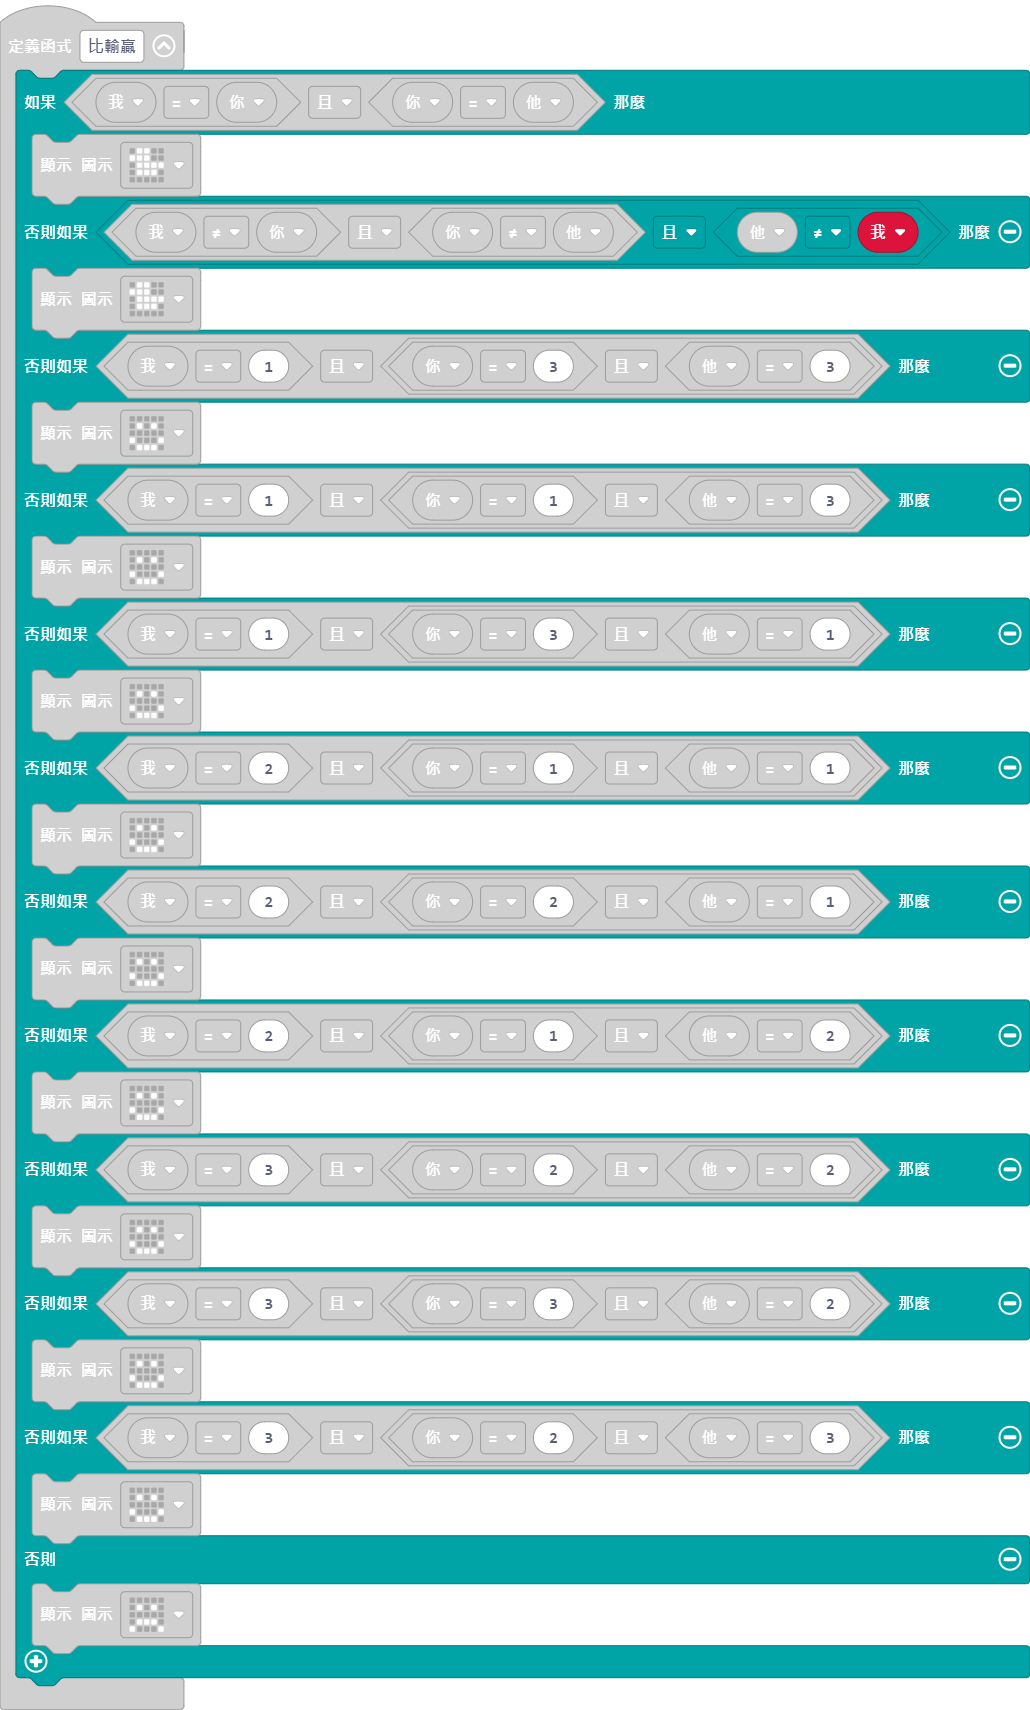 定義函式 比輸贏
如果 我 = 你 且 你 = 他 那麼
顯示 圖示
否則如果 我 ≠ 你 且 你 ≠ 他 且 他 ≠ 我 那麼
顯示 圖示
否則如果 我 = 1 且 你 = 3 且 他 = 3 那麼
顯示 圖示
否則如果 我 = 1 且 你 = 1 且 他 = 3 那麼
顯示 圖示
否則如果 我 = 1 且 你 = 3 且 他 = 1 那麼
顯示 圖示
否則如果 我 = 2 且 你 = 1 且 他 = 1 那麼
顯示 圖示
否則如果 我 = 2 且 你 = 2 且 他 = 1 那麼
顯示 圖示
否則如果 我 = 2 且 你 = 1 且 他 = 2 那麼
顯示 圖示
否則如果 我 = 3 且 你 = 2 且 他 = 2 那麼
顯示 圖示
否則如果 我 = 3 且 你 = 3 且 他 = 2 那麼
顯示 圖示
否則如果 我 = 3 且 你 = 2 且 他 = 3 那麼
顯示 圖示
否則
顯示 圖示